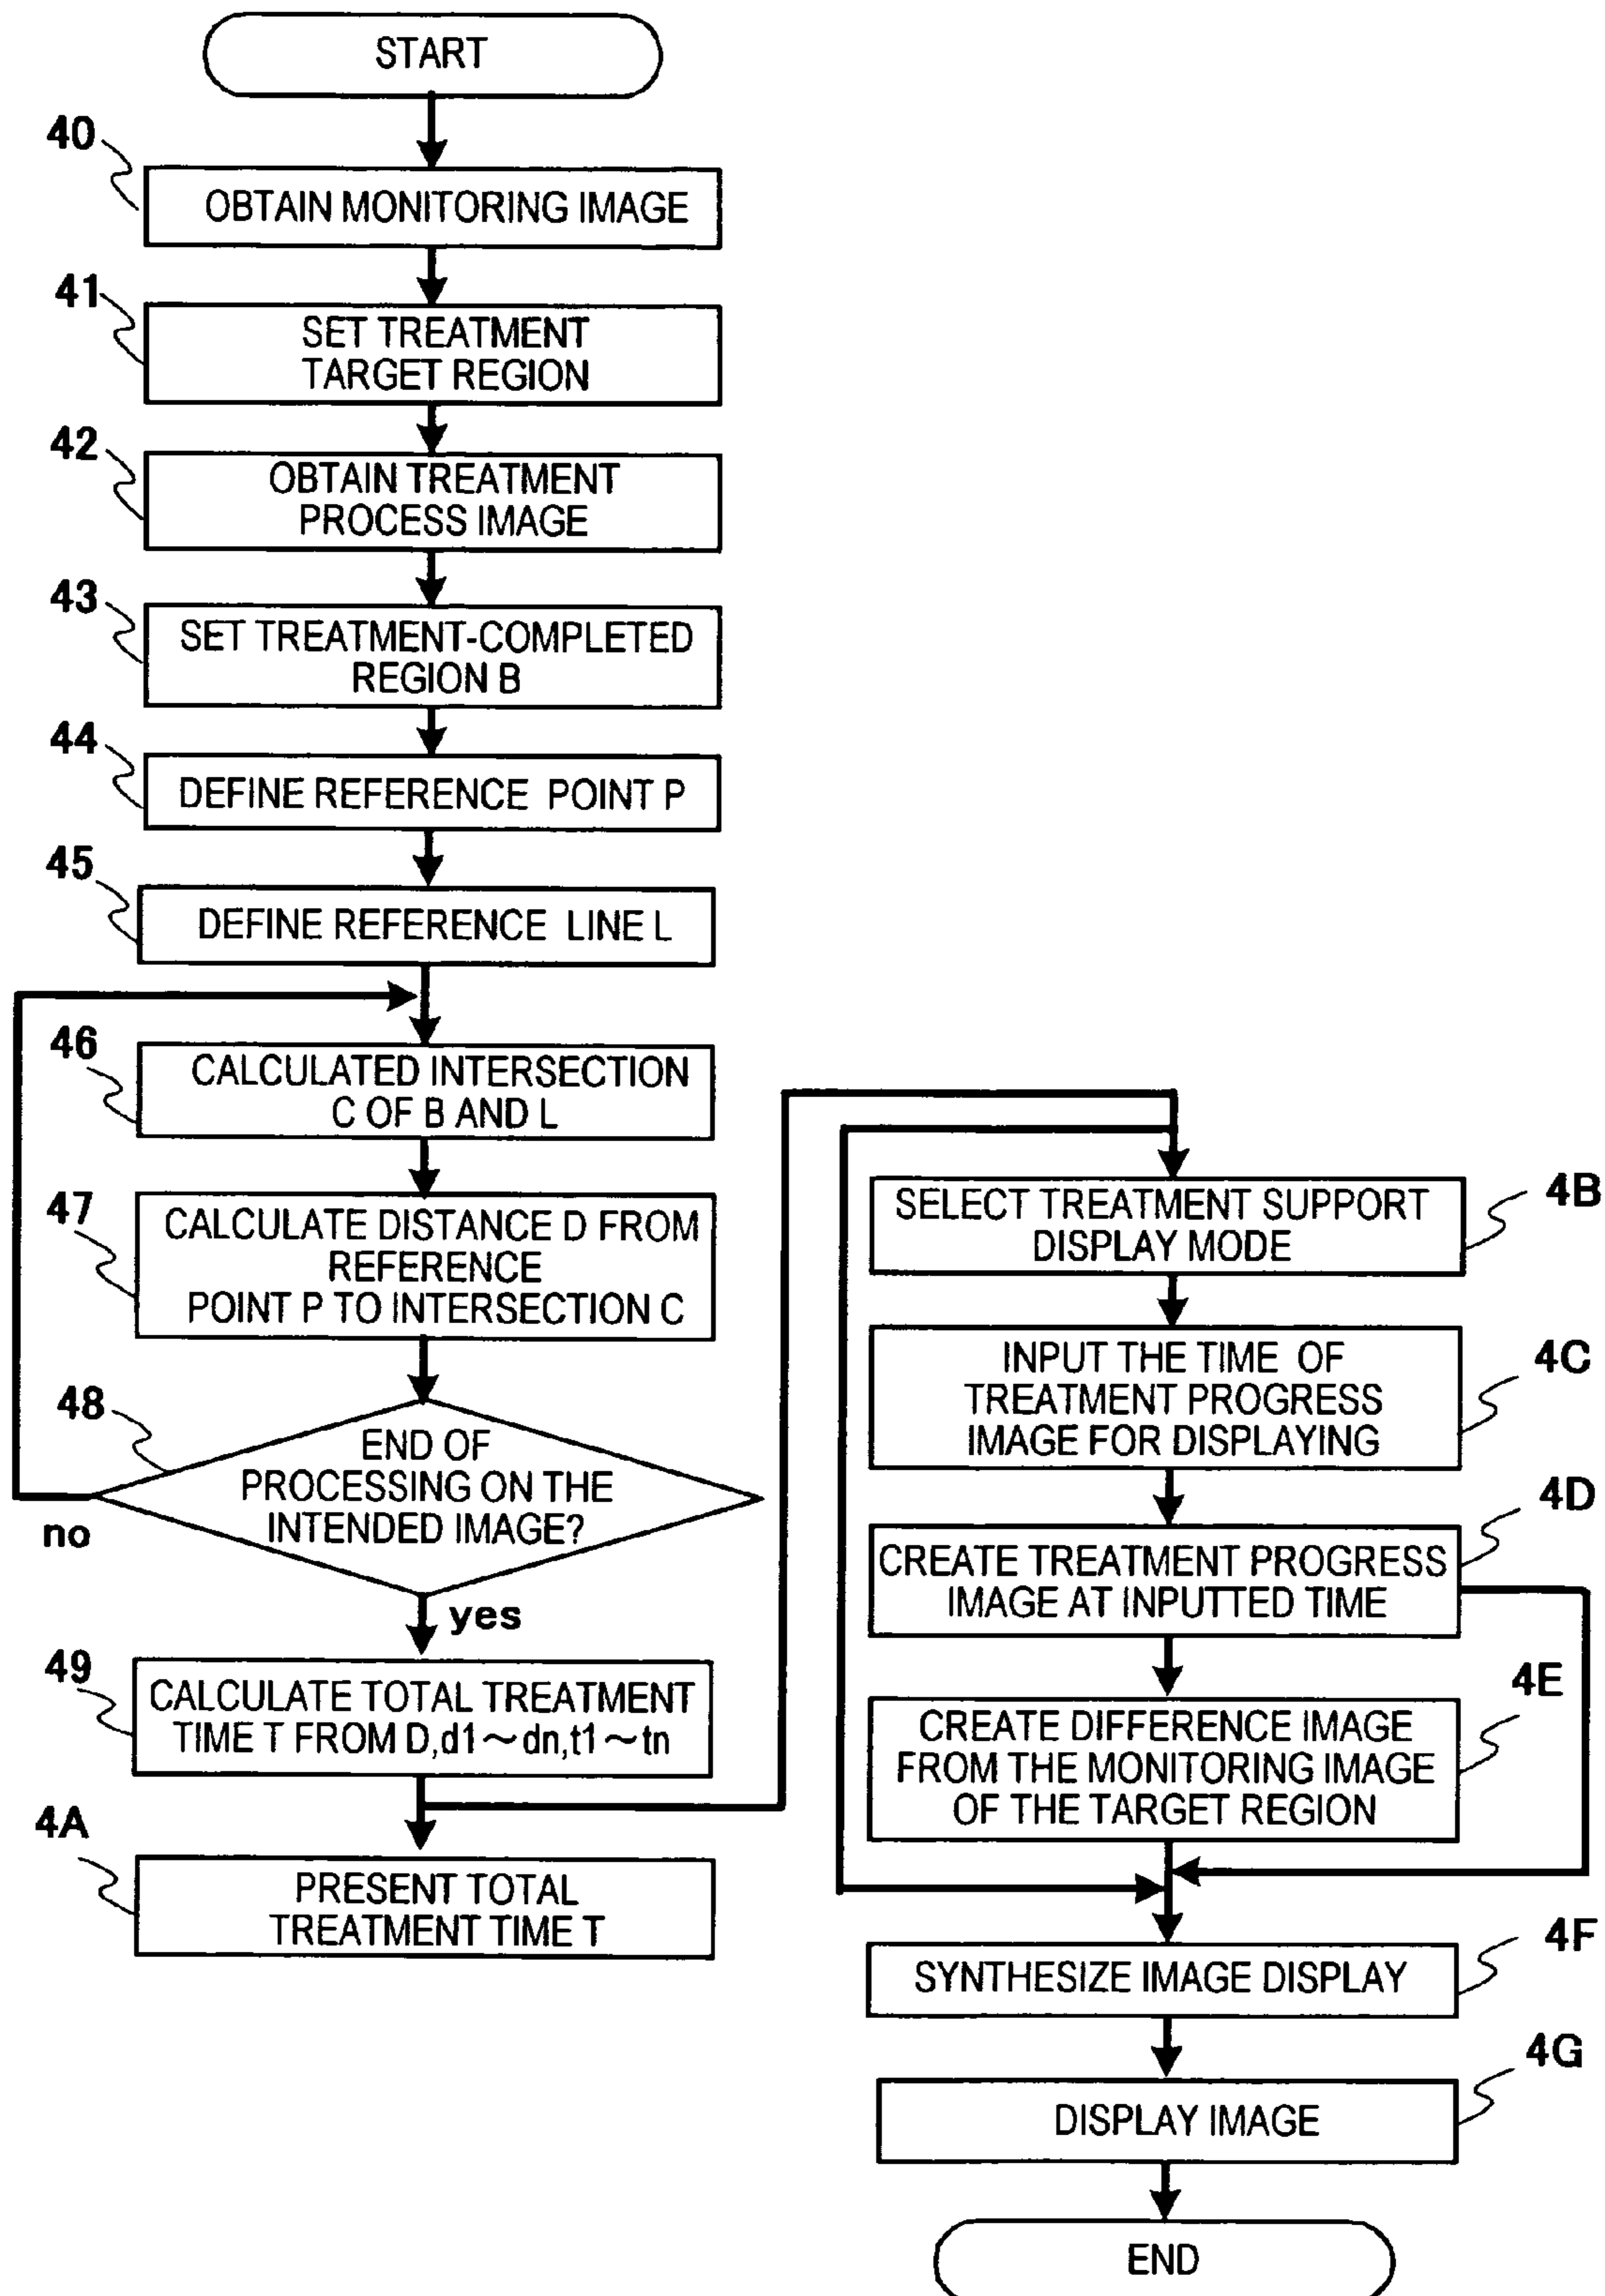 START
40
OBTAIN MONITORING IMAGE
41
SET TREATMENT
TARGET REGION
42
OBTAIN TREATMENT
PROCESS IMAGE
43
SET TREATMENT-COMPLETED
REGION B
44
DEFINE REFERENCE POINT P
45
DEFINE REFERENCE LINE L
46
CALCULATED INTERSECTION
C OF B AND L
47
CALCULATE DISTANCE D FROM
REFERENCE
POINT P TO INTERSECTION C
48
END OF
PROCESSING ON THE
INTENDED IMAGE?
no
yes
49
CALCULATE TOTAL TREATMENT
TIME T FROM D,d1～dn,t1～tn
4A
PRESENT TOTAL
TREATMENT TIME T
4B
SELECT TREATMENT SUPPORT
DISPLAY MODE
4C
INPUT THE TIME OF
TREATMENT PROGRESS
IMAGE FOR DISPLAYING
4D
CREATE TREATMENT PROGRESS
IMAGE AT INPUTTED TIME
4E
CREATE DIFFERENCE IMAGE
FROM THE MONITORING IMAGE
OF THE TARGET REGION
4F
SYNTHESIZE IMAGE DISPLAY
4G
DISPLAY IMAGE
END